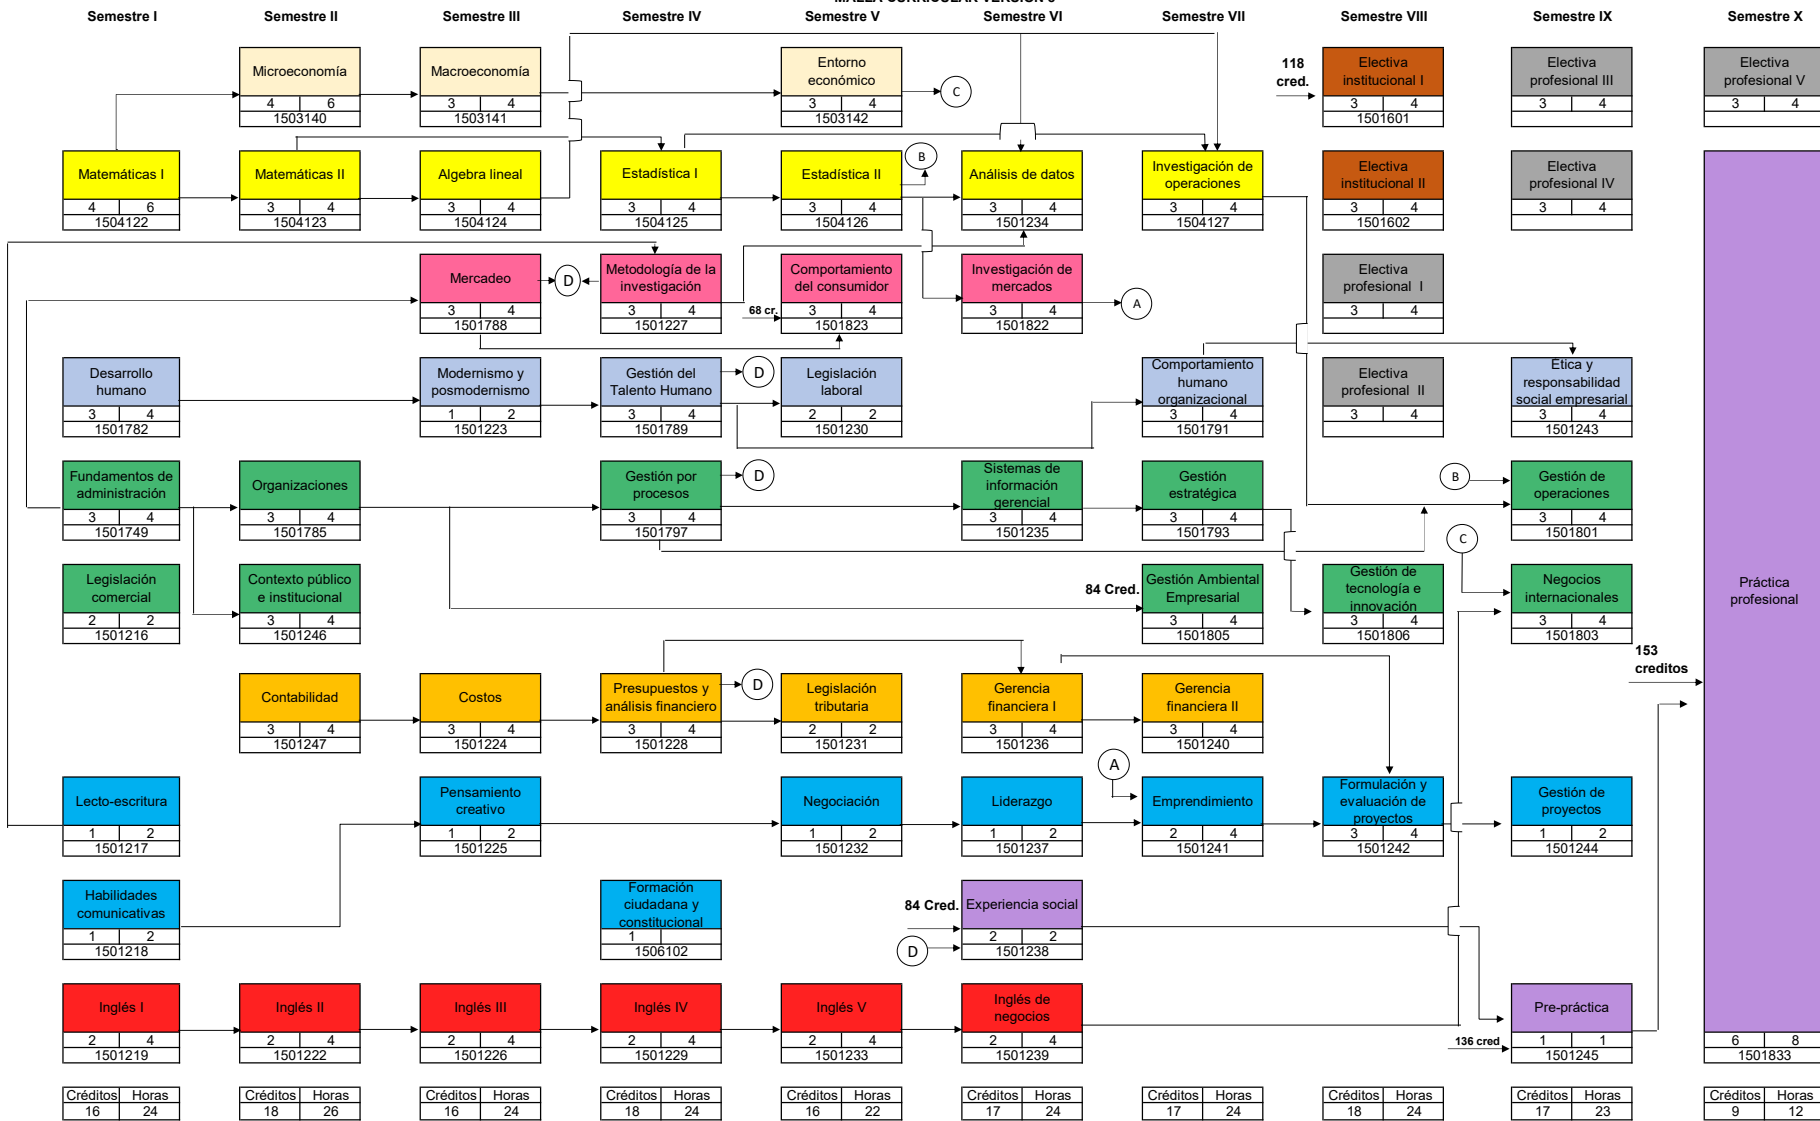 MALLA CURRICULAR VERSION
Semestre I Semestre II Semestre III Semestre IV Semestre V Semestre VI Semestre VII Semestre VIII Semestre IX Semestre X
Microeconomía
4 6
1503140
Macroeconomía
3 4
1503141
Entorno
económico
3 4
1503142
C
118
cred.
Electiva
institucional I
3 4
1501601
Electiva
profesional III
3 4
Electiva
profesional V
3 4
Matemáticas I
4 6
1504122
Matemáticas II
3 4
1504123
Algebra lineal
3 4
1504124
Estadística I
3 4
1504125
Estadística II
3 4
1504126
B
Análisis de datos
3 4
1501234
Investigación de
operaciones
3 4
1504127
Electiva
institucional II
3 4
1501602
Electiva
profesional IV
3 4
Mercadeo
3 4
1501788
D
Metodología de la
investigación
3 4
1501227
68 cr.
Comportamiento
del consumidor
3 4
1501823
Investigación de
mercados
3 4
1501822
A
Electiva
profesional I
3 4
Desarrollo
humano
3 4
1501782
Modernismo y
posmodernismo
1 2
1501223
Gestión del
Talento Humano
3 4
1501789
D
Legislación
laboral
2 2
1501230
Comportamiento
humano
organizacional
3 4
1501791
Electiva
profesional II
3 4
Etica y
responsabilidad
social empresarial
3 4
1501243
Fundamentos de
administración
3 4
1501749
Organizaciones
3 4
1501785
Gestión por
procesos
3 4
1501797
D
Sistemas de
información
gerencial
3 4
1501235
Gestión
estratégica
3 4
1501793
B
Gestión de
operaciones
3 4
1501801
Legislación
comercial
2 2
1501216
Contexto público
e institucional
3 4
1501246
84 Cred.
Gestión Ambiental
Empresarial
3 4
1501805
Gestión de
tecnología e
innovación
3 4
1501806
C
Negocios
internacionales
3 4
1501803
Práctica
profesional
6 8
1501833
153
creditos
Contabilidad
3 4
1501247
Costos
3 4
1501224
Presupuestos y
análisis financiero
3 4
1501228
D
Legislación
tributaria
2 2
1501231
Gerencia
financiera I
3 4
1501236
Gerencia
financiera II
3 4
1501240
Lecto-escritura
1 2
1501217
Pensamiento
creativo
1 2
1501225
Negociación
1 2
1501232
Liderazgo
1 2
1501237
A
Emprendimiento
2 4
1501241
Formulación y
evaluación de
proyectos
3 4
1501242
Gestión de
proyectos
1 2
1501244
Habilidades
comunicativas
1 2
1501218
Formación
ciudadana y
constitucional
1
1506102
84 Cred.
D
Experiencia social
2 2
1501238
Inglés I
2 4
1501219
Inglés II
2 4
1501222
Inglés III
2 4
1501226
Inglés IV
2 4
1501229
Inglés V
2 4
1501233
Inglés de
negocios
2 4
1501239
136 cred
Pre-práctica
1 1
1501245
Créditos Horas Créditos Horas Créditos Horas Créditos Horas Créditos Horas Créditos Horas Créditos Horas Créditos Horas Créditos Horas Créditos Horas
16 24 18 26 16 24 18 24 16 22 17 24 17 24 18 24 17 23 9 12